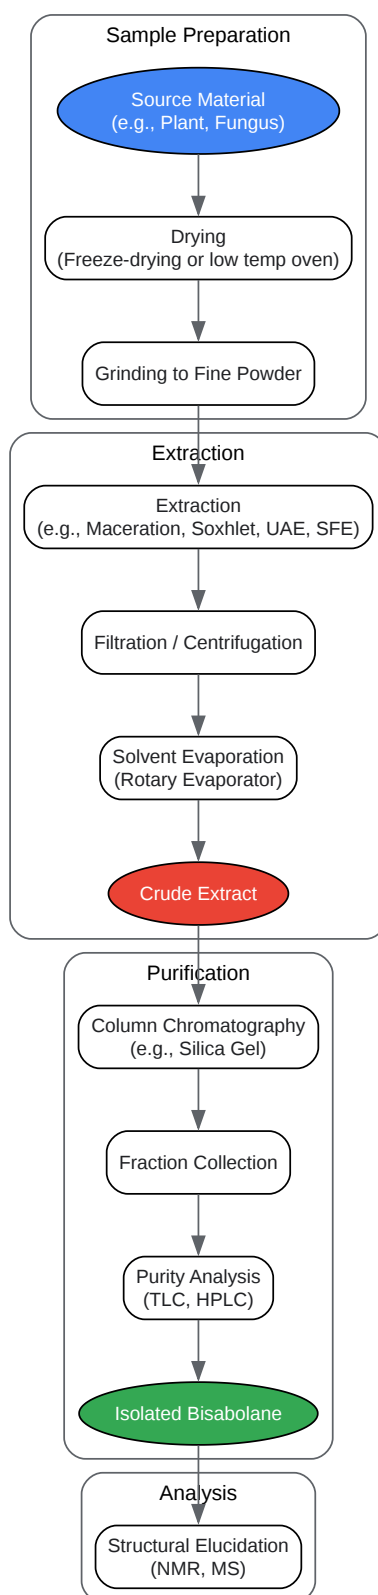 Sample Preparation
Source Material
(e.g., Plant, Fungus)
Drying
(Freeze-drying or low temp oven)
Grinding to Fine Powder
Extraction
Extraction
(e.g., Maceration, Soxhlet, UAE, SFE)
Filtration / Centrifugation
Solvent Evaporation
(Rotary Evaporator)
Crude Extract
Purification
Column Chromatography
(e.g., Silica Gel)
Fraction Collection
Purity Analysis
(TLC, HPLC)
Isolated Bisabolane
Analysis
Structural Elucidation
(NMR, MS)